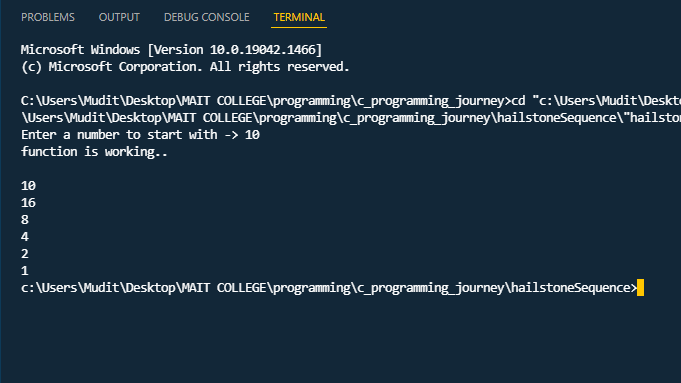 PROBLEMS OUTPUT DEBUG CONSOLE TERMINAL
Microsoft Windows [Version 10.0.19042.1466]
(c) Microsoft Corporation. All rights reserved.
C:\Users\Mudit\Desktop\MAIT COLLEGE\programming\c_programming_journey>cd "c:\Users\Mudit\Deskto
\Users\Mudit\Desktop\MAIT COLLEGE\programming\c_programming_journey\hailstoneSequence\"hailston
Enter a number to start with -> 10
function is working..
10
16
8
4
2
1
c:\Users\Mudit\Desktop\MAIT COLLEGE\programming\c_programming_journey\hailstoneSequence>